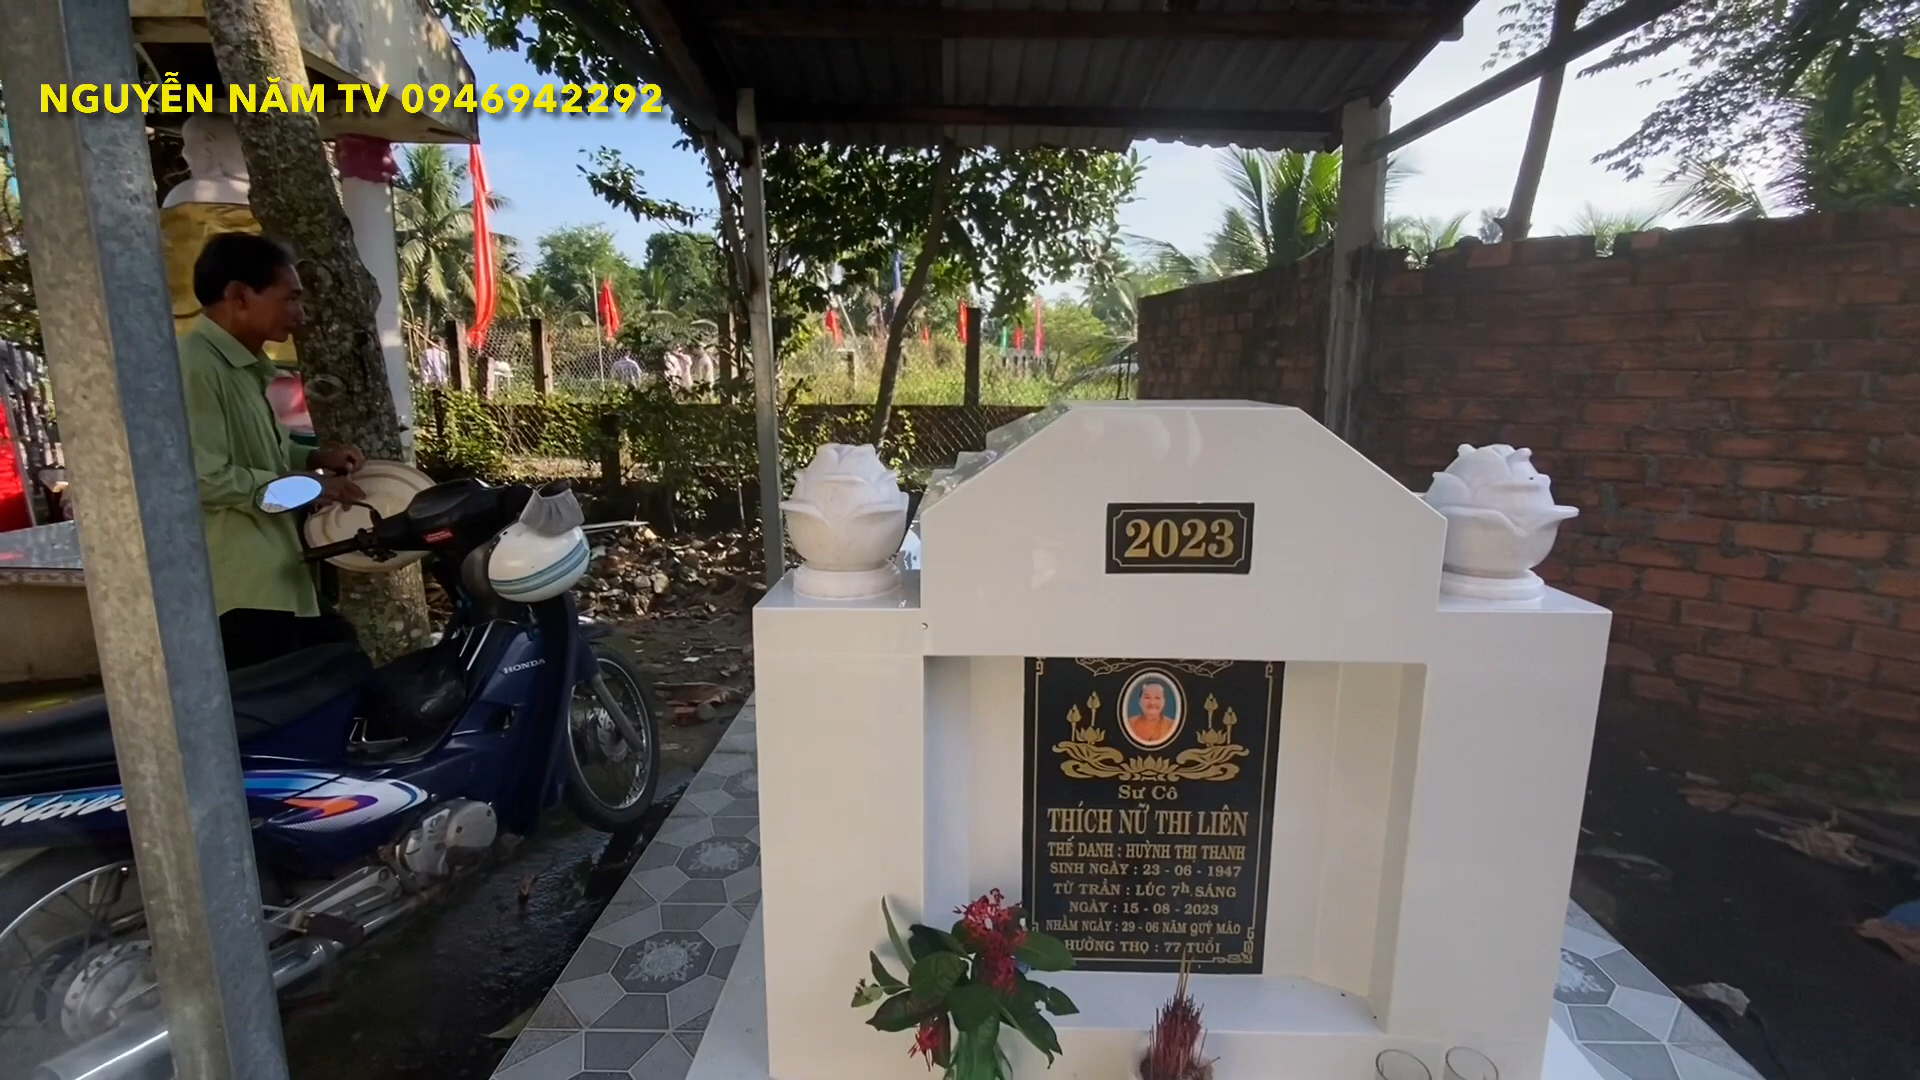 NGUYỄN NĂM TV 0946942292
2023
HONDA
Sư Cô
THÍCH NỮ THI LIÊN
THẾ DANH : HUỲNH THỊ THANH
SINH NGÀY : 23 - 06 - 1947
TỪ TRẦN : LÚC 7h SÁNG
NGÀY : 15 - 08 - 2023
NHẰM NGÀY : 29 - 06 NĂM QUÝ MÃO
HƯỞNG THỌ : 77 TUỔI